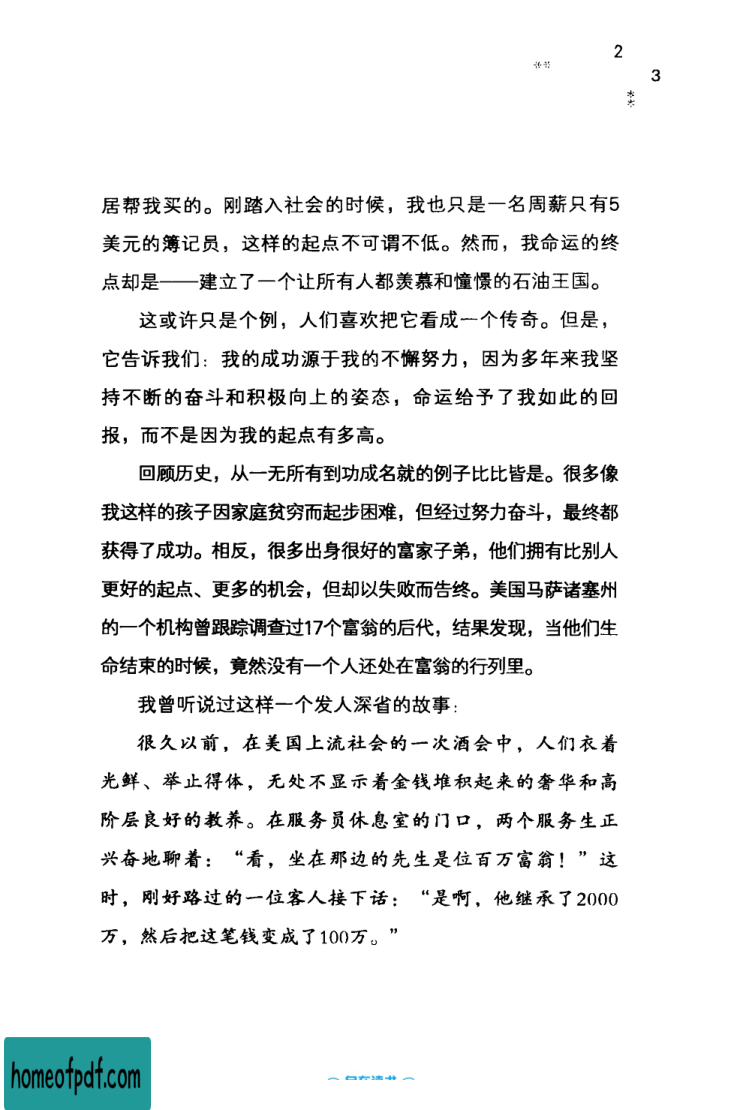 2
3
居帮我买的。刚踏入社会的时候，我也只是一名周薪只有5
美元的簿记员，这样的起点不可谓不低。然而，我命运的终
点却是——建立了一个让所有人都羡慕和憧憬的石油王国。
这或许只是个例，人们喜欢把它看成一个传奇。但是，
它告诉我们：我的成功源于我的不懈努力，因为多年来我坚
持不断的奋斗和积极向上的姿态，命运给予了我如此的回
报，而不是因为我的起点有多高。
回顾历史，从一无所有到功成名就的例子比比皆是。很多像
我这样的孩子因家庭贫穷而起步困难，但经过努力奋斗，最终都
获得了成功。相反，很多出身很好的富家子弟，他们拥有比别人
更好的起点、更多的机会，但却以失败而告终。美国马萨诸塞州
的一个机构曾跟踪调查过17个富翁的后代，结果发现，当他们生
命结束的时候，竟然没有一个人还处在富翁的行列里。
我曾听说过这样一个发人深省的故事：
很久以前，在美国上流社会的一次酒会中，人们衣着
光鲜、举止得体，无处不显示着金钱堆积起来的奢华和高
阶层良好的教养。在服务员休息室的门口，两个服务生正
兴奋地聊着：“看，坐在那边的先生是位百万富翁！”这
时，刚好路过的一位客人接下话：“是啊，他继承了2000
万，然后把这笔钱变成了100万。”
homeofpdf.com